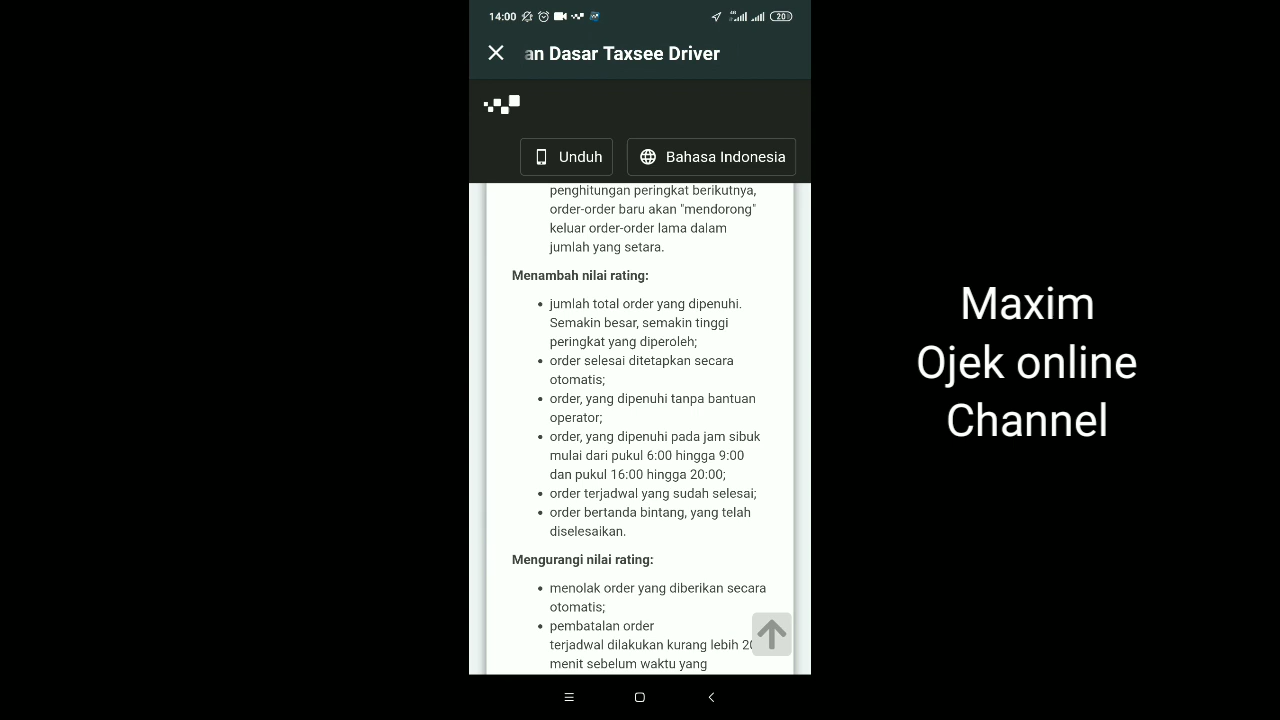 14:00
20
an Dasar Taxsee Driver
Unduh
Bahasa Indonesia
penghitungan peringkat berikutnya,
order-order baru akan "mendorong"
keluar order-order lama dalam
jumlah yang setara.
Menambah nilai rating:
• jumlah total order yang dipenuhi.
Semakin besar, semakin tinggi
peringkat yang diperoleh;
• order selesai ditetapkan secara
otomatis;
• order, yang dipenuhi tanpa bantuan
operator;
• order, yang dipenuhi pada jam sibuk
mulai dari pukul 6:00 hingga 9:00
dan pukul 16:00 hingga 20:00;
• order terjadwal yang sudah selesai;
• order bertanda bintang, yang telah
diselesaikan.
Mengurangi nilai rating:
• menolak order yang diberikan secara
otomatis;
• pembatalan order
terjadwal dilakukan kurang lebih
menit sebelum waktu yang
Maxim
Ojek online
Channel